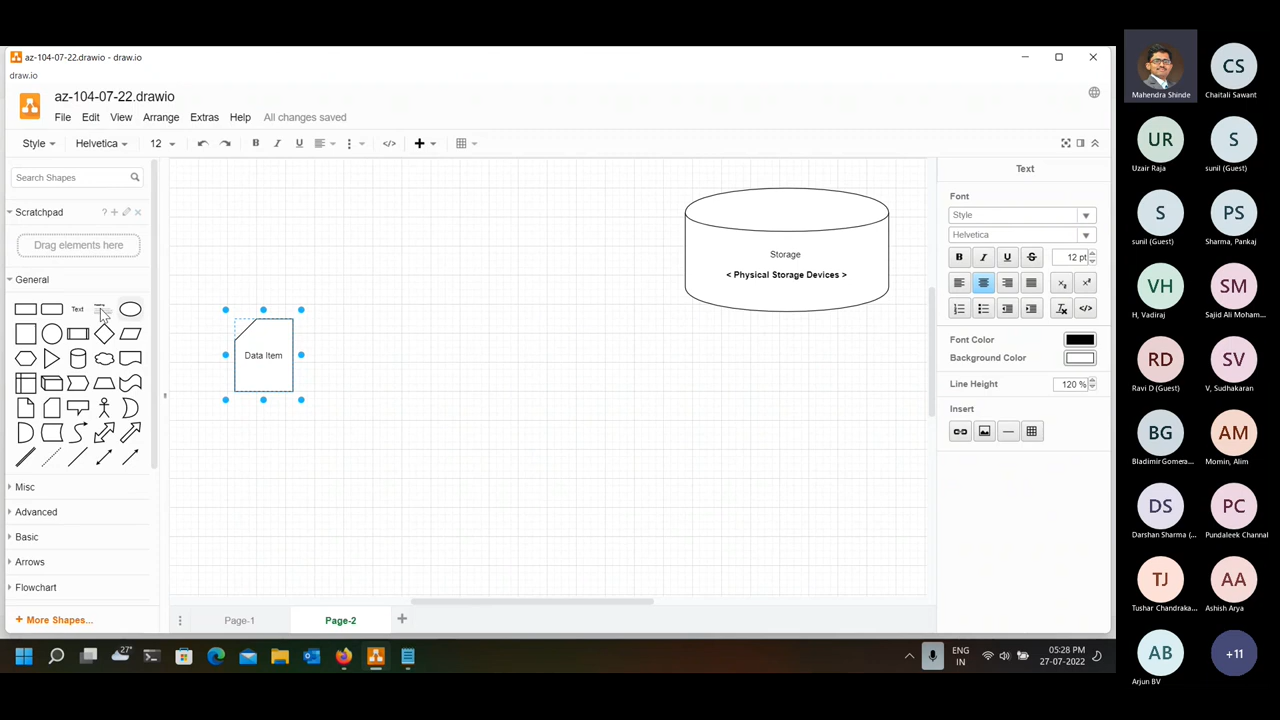 az-104-07-22.drawio - draw.io
draw.io
az-104-07-22.drawio
File Edit View Arrange Extras Help All changes saved
Style Helvetica 12
Search Shapes
Scratchpad
Drag elements here
General
Text
Misc
Advanced
Basic
Arrows
Flowchart
+ More Shapes...
Data Item
Storage
< Physical Storage Devices >
Page-1 Page-2
Text
Font
Style
Helvetica
B I U S 12 pt
Font Color
Background Color
Line Height 120 %
Insert
27°
ENG
IN
05:28 PM
27-07-2022
Mahendra Shinde
CS
Chaitali Sawant
UR
Uzair Raja
S
sunil (Guest)
S
sunil (Guest)
PS
Sharma, Pankaj
VH
H, Vadiraj
SM
Sajid Ali Moham...
RD
Ravi D (Guest)
SV
V, Sudhakaran
BG
Bladimir Gomera...
AM
Momin, Alim
DS
Darshan Sharma (...
PC
Pundaleek Channal
TJ
Tushar Chandraka...
AA
Ashish Arya
AB
Arjun BV
+11